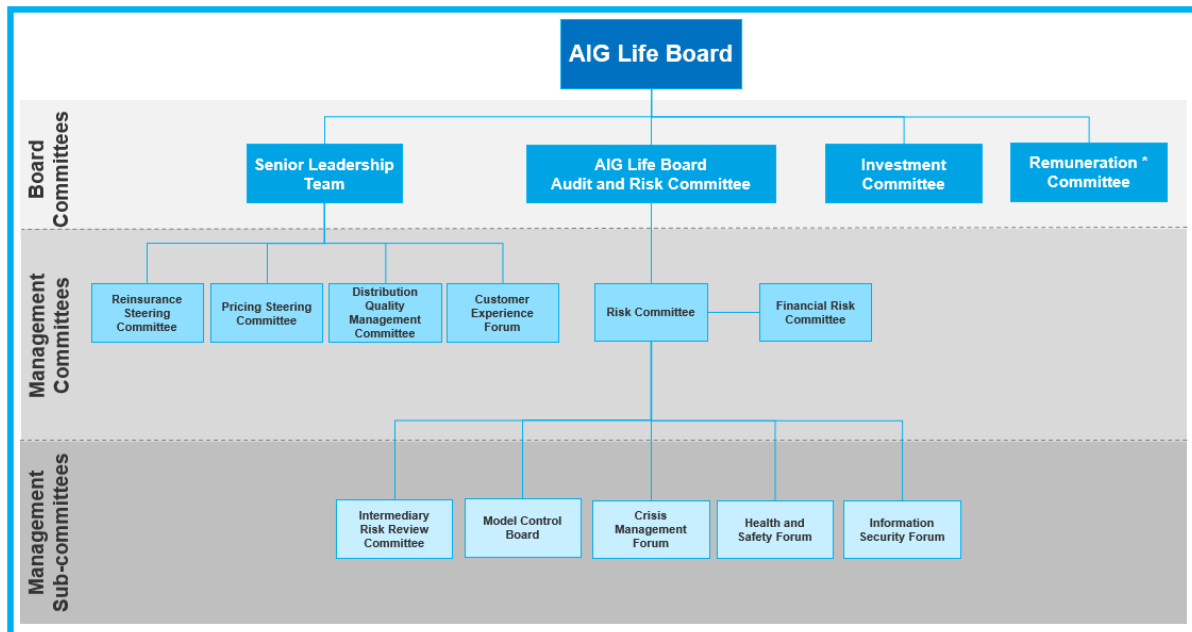 AIG Life Board
Board
Committees
Senior Leadership
Team
AIG Life Board
Audit and Risk Committee
Investment
Committee
Remuneration *
Committee
Management
Committees
Reinsurance
Steering
Committee
Pricing Steering
Committee
Distribution
Quality
Management
Committee
Customer
Experience
Forum
Risk Committee
Financial Risk
Committee
Management
Sub-committees
Intermediary
Risk Review
Committee
Model Control
Board
Crisis
Management
Forum
Health and
Safety Forum
Information
Security Forum